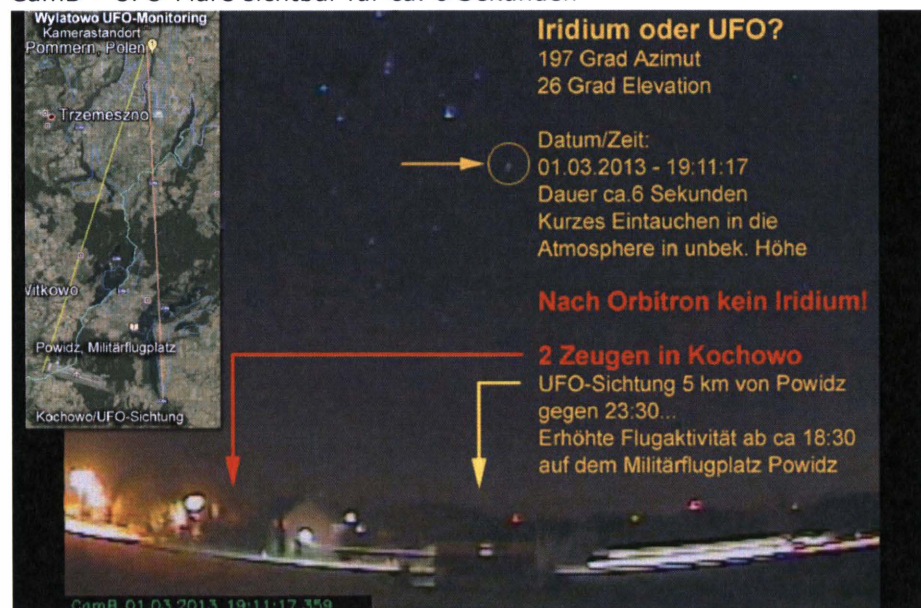 Wylatowo UFO-Monitoring
Kamerastandort
Pommern, Polen
Trzemeszno
Witkowo
Powidz, Militärflugplatz
Kochowo/UFO-Sichtung
Iridium oder UFO?
197 Grad Azimut
26 Grad Elevation
Datum/Zeit:
01.03.2013 - 19:11:17
Dauer ca.6 Sekunden
Kurzes Eintauchen in die
Atmosphere in unbek. Höhe
Nach Orbitron kein Iridium!
2 Zeugen in Kochowo
UFO-Sichtung 5 km von Powidz
gegen 23:30...
Erhöhte Flugaktivität ab ca 18:30
auf dem Militärflugplatz Powidz
CamB 01.03.2013 19:11:17.359